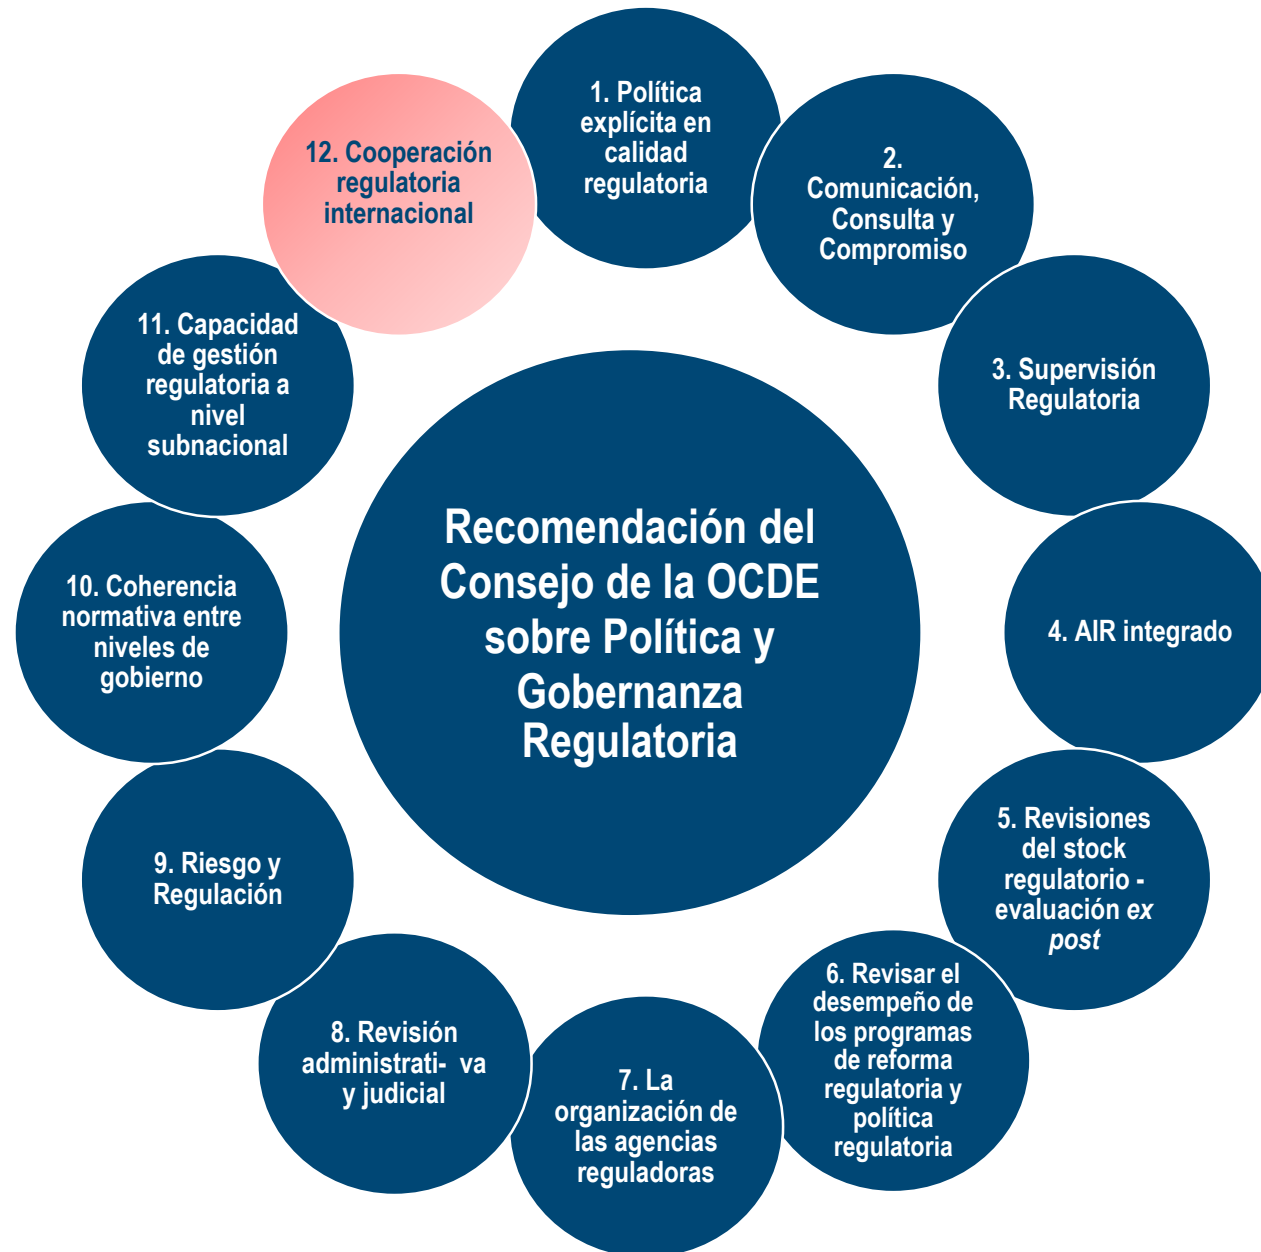 1. Política
explícita en
calidad
regulatoria
2.
Comunicación,
Consulta y
Compromiso
3. Supervisión
Regulatoria
4. AIR integrado
5. Revisiones
del stock
regulatorio -
evaluación ex
post
6. Revisar el
desempeño de
los programas
de reforma
regulatoria y
política
regulatoria
7. La
organización de
las agencias
reguladoras
8. Revisión
administrati- va
y judicial
9. Riesgo y
Regulación
10. Coherencia
normativa entre
niveles de
gobierno
11. Capacidad
de gestión
regulatoria a
nivel
subnacional
12. Cooperación
regulatoria
internacional
Recomendación del
Consejo de la OCDE
sobre Política y
Gobernanza
Regulatoria